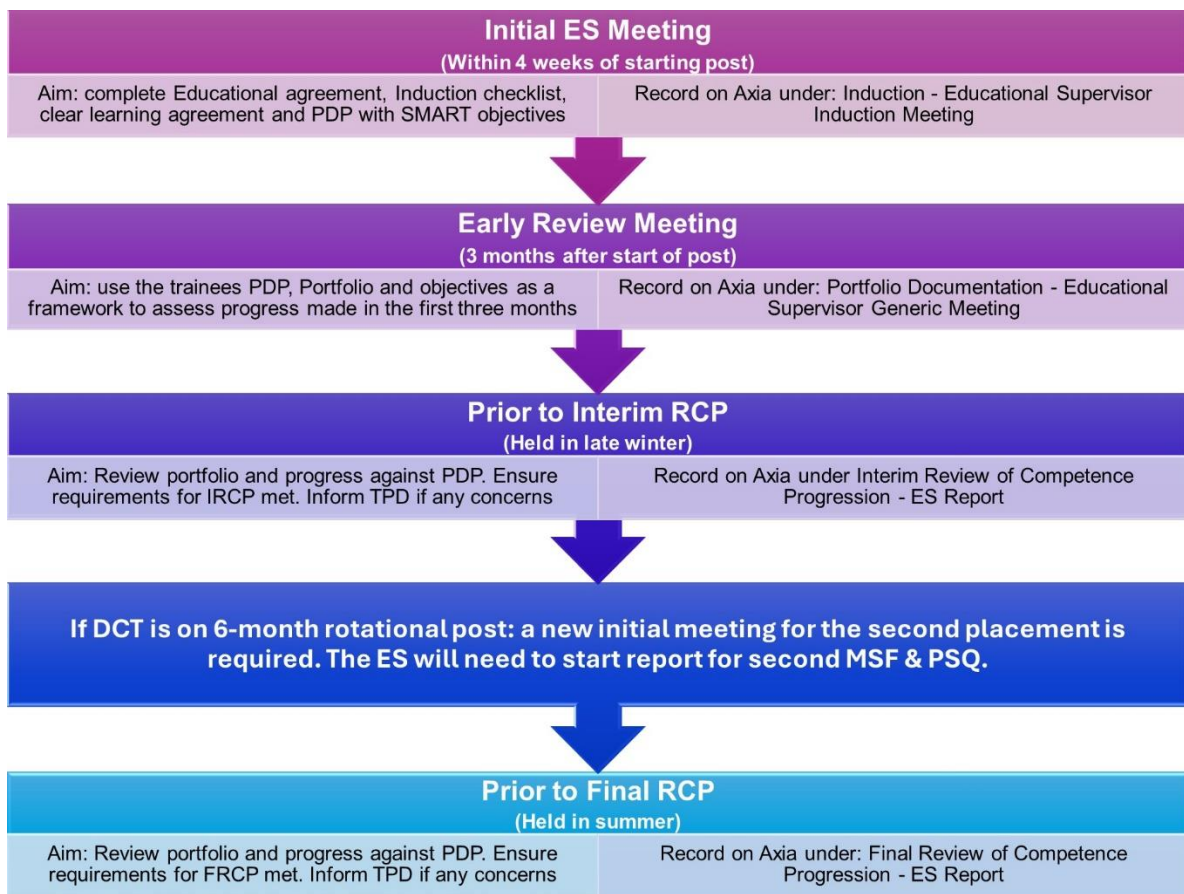 Initial ES Meeting
(Within 4 weeks of starting post)
Aim: complete Educational agreement, Induction checklist,
clear learning agreement and PDP with SMART objectives
Record on Axia under: Induction - Educational Supervisor
Induction Meeting
Early Review Meeting
(3 months after start of post)
Aim: use the trainees PDP, Portfolio and objectives as a
framework to assess progress made in the first three months
Record on Axia under: Portfolio Documentation - Educational
Supervisor Generic Meeting
Prior to Interim RCP
(Held in late winter)
Aim: Review portfolio and progress against PDP. Ensure
requirements for IRCP met. Inform TPD if any concerns
Record on Axia under Interim Review of Competence
Progression - ES Report
If DCT is on 6-month rotational post: a new initial meeting for the second placement is
required. The ES will need to start report for second MSF & PSQ.
Prior to Final RCP
(Held in summer)
Aim: Review portfolio and progress against PDP. Ensure
requirements for FRCP met. Inform TPD if any concerns
Record on Axia under: Final Review of Competence
Progression - ES Report